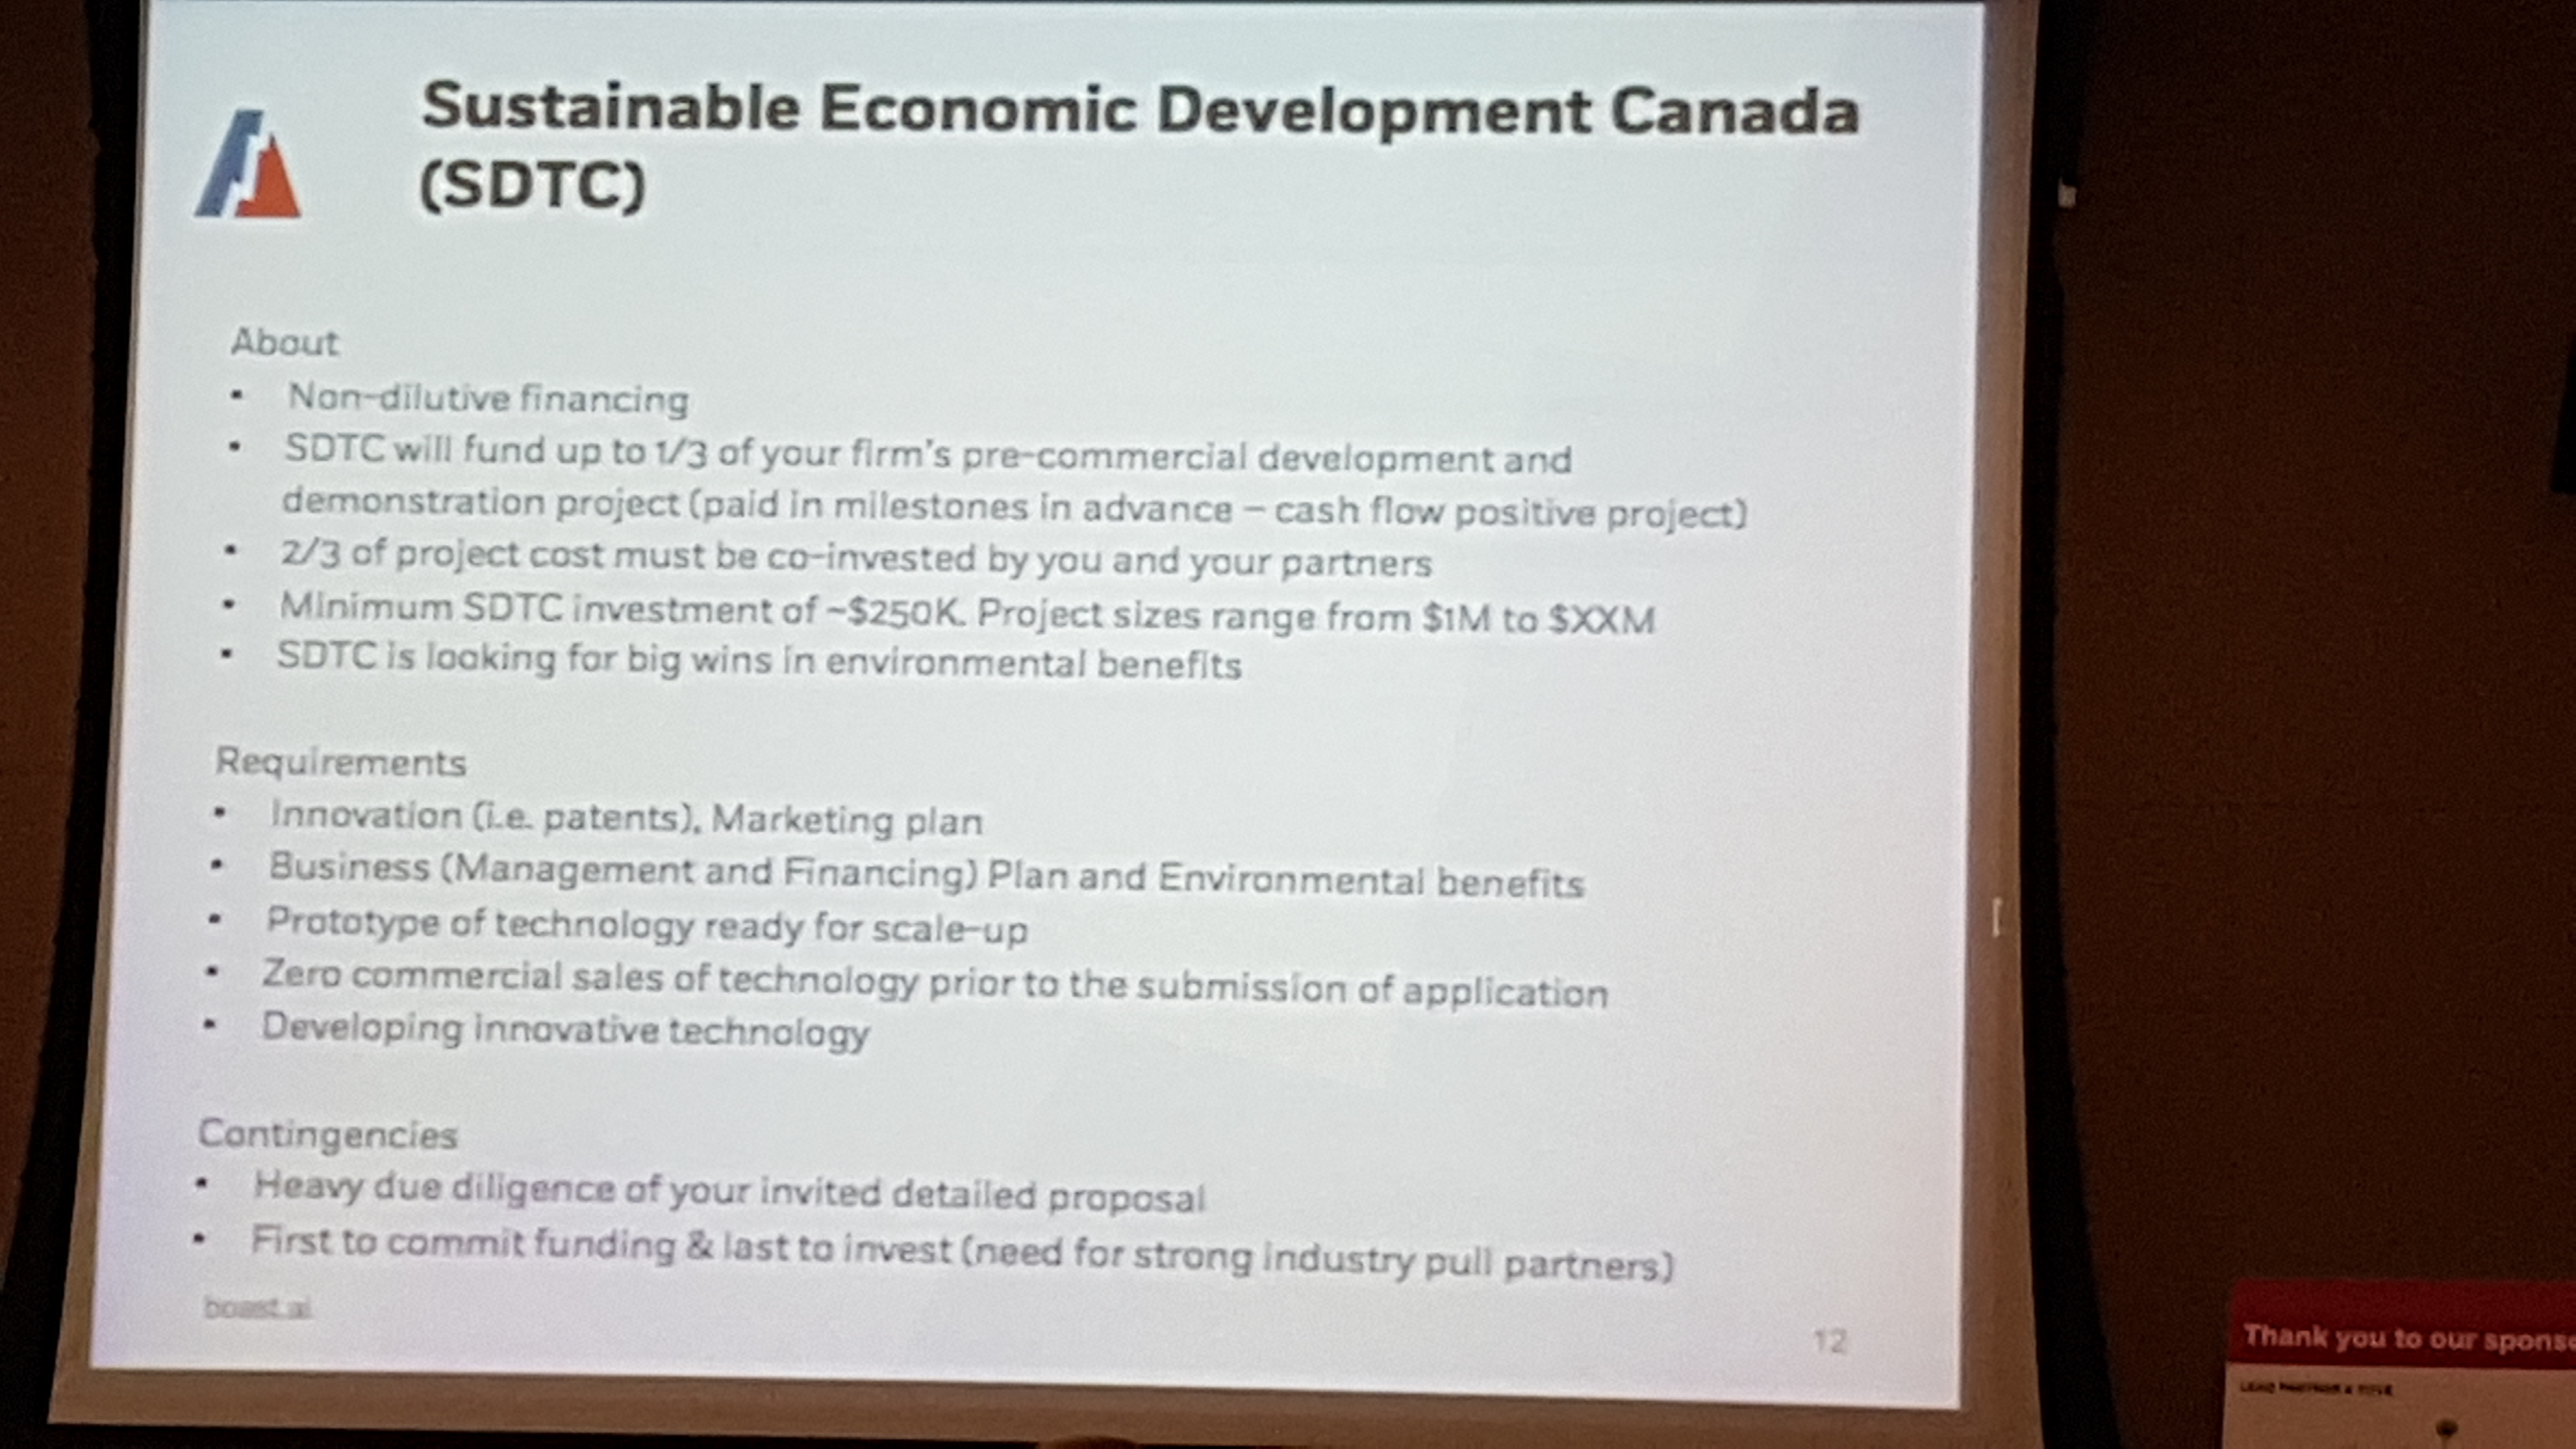 Sustainable Economic Development Canada
(SDTC)
About
• Non-dilutive financing
• SDTC will fund up to 1/3 of your firm's pre-commercial development and
demonstration project (paid in milestones in advance – cash flow positive project)
• 2/3 of project cost must be co-invested by you and your partners
• Minimum SDTC investment of ~$250K. Project sizes range from $1M to $XXM
• SDTC is looking for big wins in environmental benefits
Requirements
• Innovation (i.e. patents), Marketing plan
• Business (Management and Financing) Plan and Environmental benefits
• Prototype of technology ready for scale-up
• Zero commercial sales of technology prior to the submission of application
• Developing innovative technology
Contingencies
• Heavy due diligence of your invited detailed proposal
• First to commit funding & last to invest (need for strong industry pull partners)
boast.ai
12
Thank you to our sponso